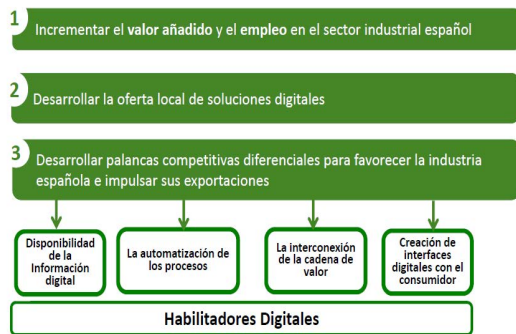 1
Incrementar el valor añadido y el empleo en el sector industrial español
2
Desarrollar la oferta local de soluciones digitales
3
Desarrollar palancas competitivas diferenciales para favorecer la industria
española e impulsar sus exportaciones
Disponibilidad
de la
Información
digital
La automatización de
los procesos
La interconexión
de la cadena de
valor
Creación de
interfaces
digitales con el
consumidor
Habilitadores Digitales